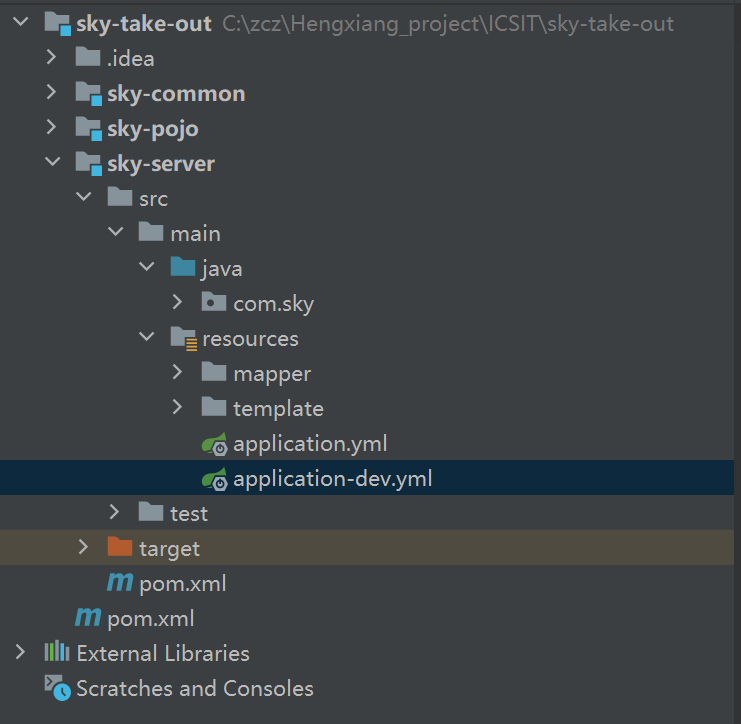 sky-take-out C:\zcz\Hengxiang_project\ICSIT\sky-take-out
.idea
sky-common
sky-pojo
sky-server
src
main
java
com.sky
resources
mapper
template
application.yml
application-dev.yml
test
target
pom.xml
pom.xml
External Libraries
Scratches and Consoles